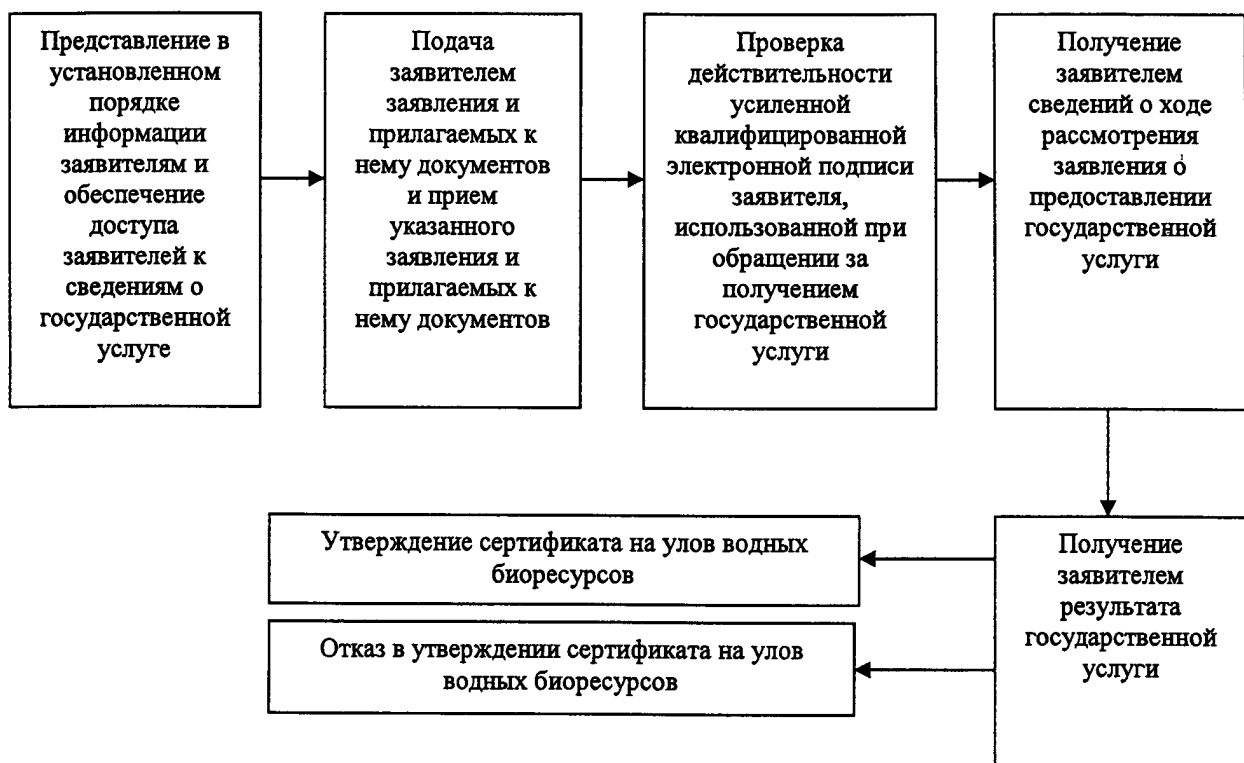 Представление в
установленном
порядке
информации
заявителям и
обеспечение
доступа
заявителей к
сведениям о
государственной
услуге
Подача
заявителем
заявления и
прилагаемых к
нему документов
и прием
указанного
заявления и
прилагаемых к
нему документов
Проверка
действительности
усиленной
квалифицированной
электронной подписи
заявителя,
использованной при
обращении за
получением
государственной
услуги
Получение
заявителем
сведений о ходе
рассмотрения
заявления о
предоставлении
государственной
услуги
Утверждение сертификата на улов водных
биоресурсов
Отказ в утверждении сертификата на улов
водных биоресурсов
Получение
заявителем
результата
государственной
услуги